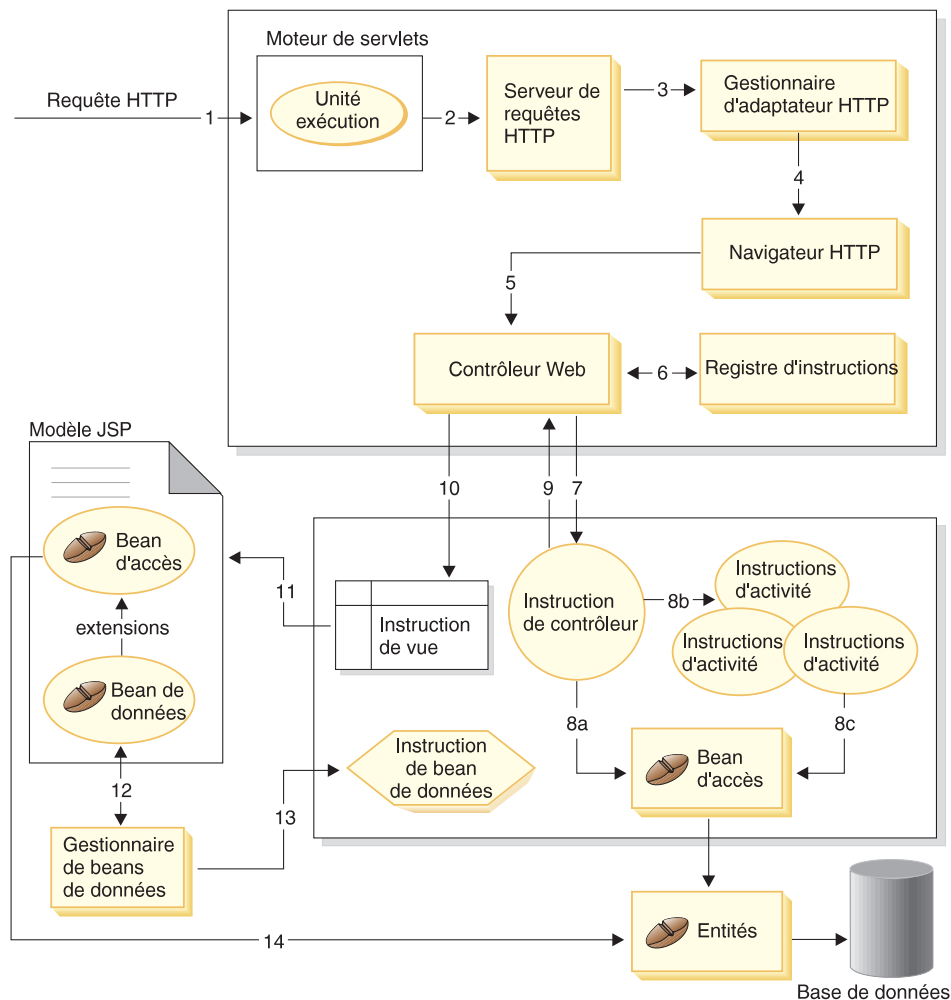 Moteur de servlets
Requête HTTP
1
Unité
exécution
2
Serveur de
requêtes
HTTP
3
Gestionnaire
d'adaptateur HTTP
4
Navigateur HTTP
5
Contrôleur Web
6
Registre d'instructions
Modèle JSP
10
9
7
Bean
d'accès
extensions
Bean de
données
11
Instruction
de vue
Instruction
de contrôleur
8b
Instructions
d'activité
Instructions
d'activité
Instructions
d'activité
8a
8c
12
Instruction
de bean
de données
Bean
d'accès
13
Gestionnaire
de beans
de données
14
Entités
Base de données